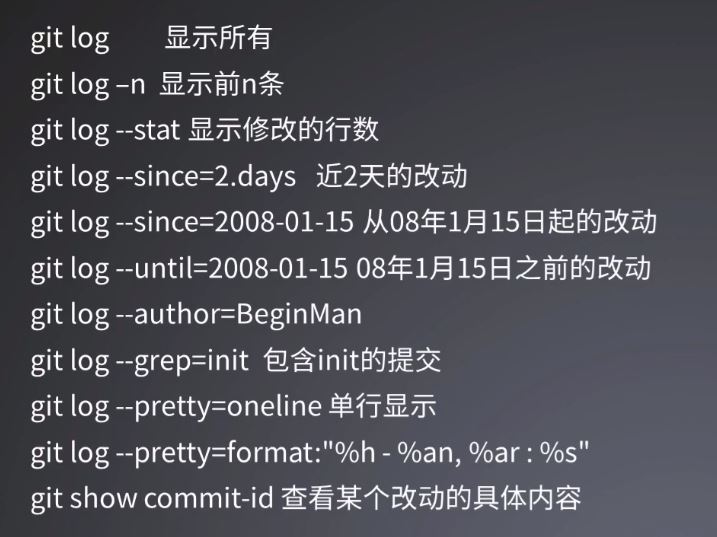 git log 显示所有
git log –n 显示前n条
git log --stat 显示修改的行数
git log --since=2.days 近2天的改动
git log --since=2008-01-15 从08年1月15日起的改动
git log --until=2008-01-15 08年1月15日之前的改动
git log --author=BeginMan
git log --grep=init 包含init的提交
git log --pretty=oneline 单行显示
git log --pretty=format:"%h - %an, %ar : %s"
git show commit-id 查看某个改动的具体内容